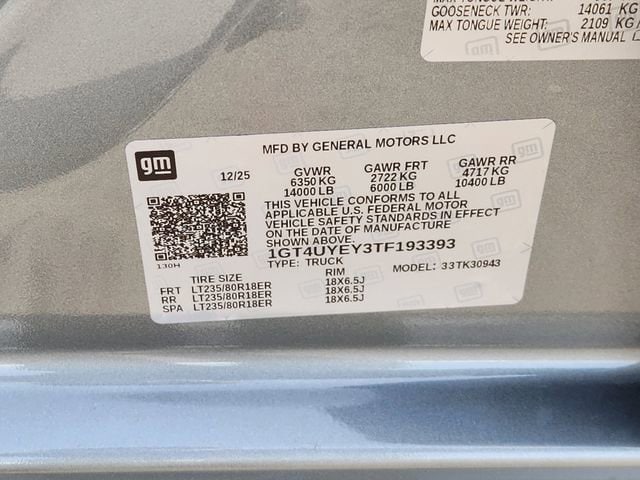 GOOSENECK TWR: 14061 KG
MAX TONGUE WEIGHT: 2109 KG
SEE OWNER'S MANUAL
gm
MFD BY GENERAL MOTORS LLC
12/25 GVWR GAWR FRT GAWR RR
6350 KG 2722 KG 4717 KG
14000 LB 6000 LB 10400 LB
THIS VEHICLE CONFORMS TO ALL
APPLICABLE U.S. FEDERAL MOTOR
VEHICLE SAFETY STANDARDS IN EFFECT
ON THE DATE OF MANUFACTURE
SHOWN ABOVE.
1GT4UYEY3TF193393
130H
TYPE: TRUCK MODEL: 33TK30943
TIRE SIZE RIM
FRT LT235/80R18ER 18X6.5J
RR LT235/80R18ER 18X6.5J
SPA LT235/80R18ER 18X6.5J